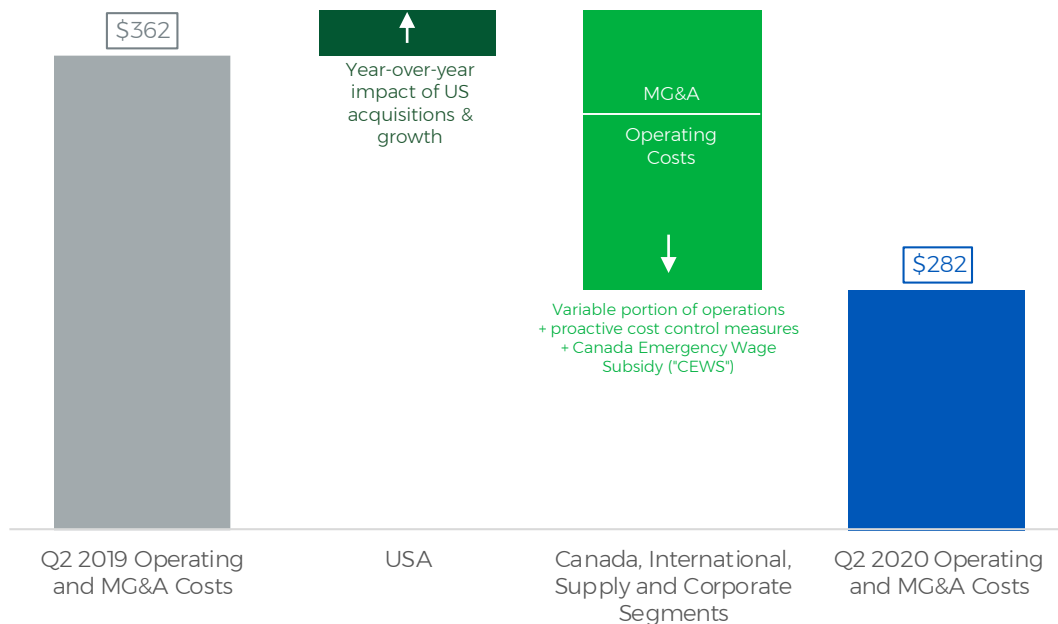 $362
Year-over-year
impact of US
acquisitions &
growth
MG&A
Operating
Costs
Variable portion of operations
+ proactive cost control measures
+ Canada Emergency Wage
Subsidy ("CEWS")
$282
Q2 2019 Operating
and MG&A Costs
USA
Canada, International,
Supply and Corporate
Segments
Q2 2020 Operating
and MG&A Costs